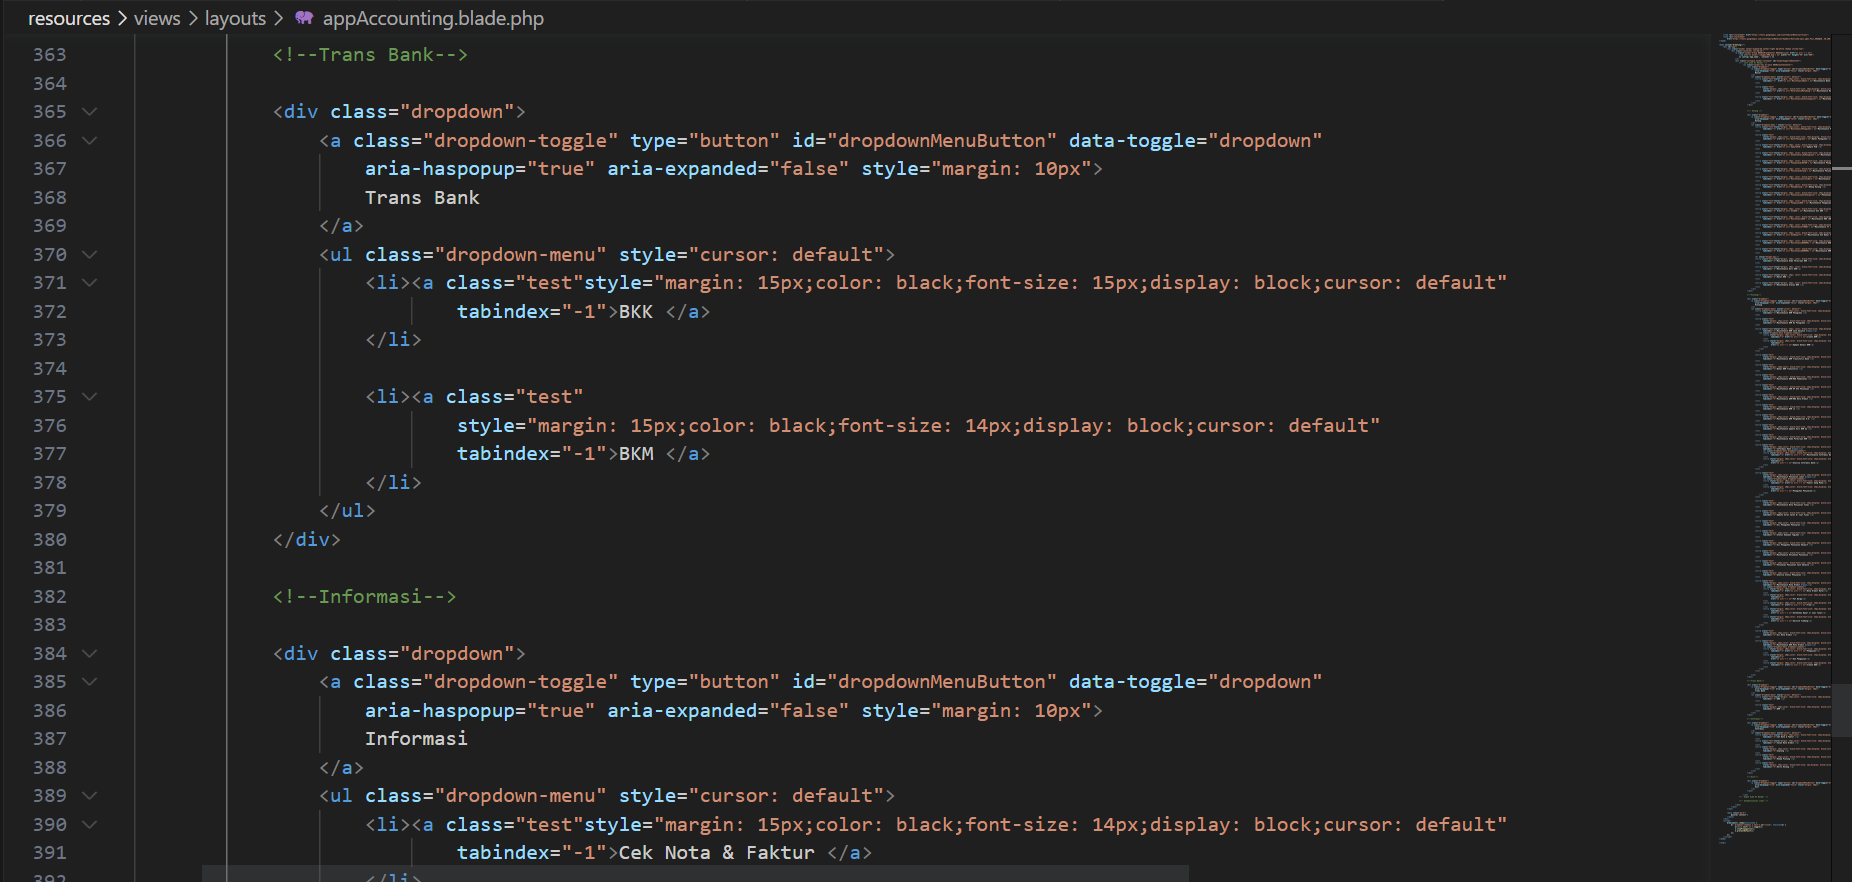 resources > views > layouts > appAccounting.blade.php
363 <!--Trans Bank-->
364
365 <div class="dropdown">
366 <a class="dropdown-toggle" type="button" id="dropdownMenuButton" data-toggle="dropdown"
367 aria-haspopup="true" aria-expanded="false" style="margin: 10px">
368 Trans Bank
369 </a>
370 <ul class="dropdown-menu" style="cursor: default">
371 <li><a class="test"style="margin: 15px;color: black;font-size: 15px;display: block;cursor: default"
372 tabindex="-1">BKK </a>
373 </li>
374
375 <li><a class="test"
376 style="margin: 15px;color: black;font-size: 14px;display: block;cursor: default"
377 tabindex="-1">BKM </a>
378 </li>
379 </ul>
380 </div>
381
382 <!--Informasi-->
383
384 <div class="dropdown">
385 <a class="dropdown-toggle" type="button" id="dropdownMenuButton" data-toggle="dropdown"
386 aria-haspopup="true" aria-expanded="false" style="margin: 10px">
387 Informasi
388 </a>
389 <ul class="dropdown-menu" style="cursor: default">
390 <li><a class="test"style="margin: 15px;color: black;font-size: 14px;display: block;cursor: default"
391 tabindex="-1">Cek Nota & Faktur </a>
392 </li>